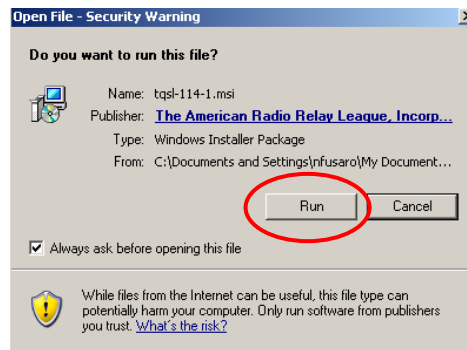 Open File - Security Warning
Do you want to run this file?
Name: tqsl-114-1.msi
Publisher: The American Radio Relay League, Incorp...
Type: Windows Installer Package
From: C:\Documents and Settings\nfusaro\My Document...
Run Cancel
Always ask before opening this file
While files from the Internet can be useful, this file type can
potentially harm your computer. Only run software from publishers
you trust. What's the risk?